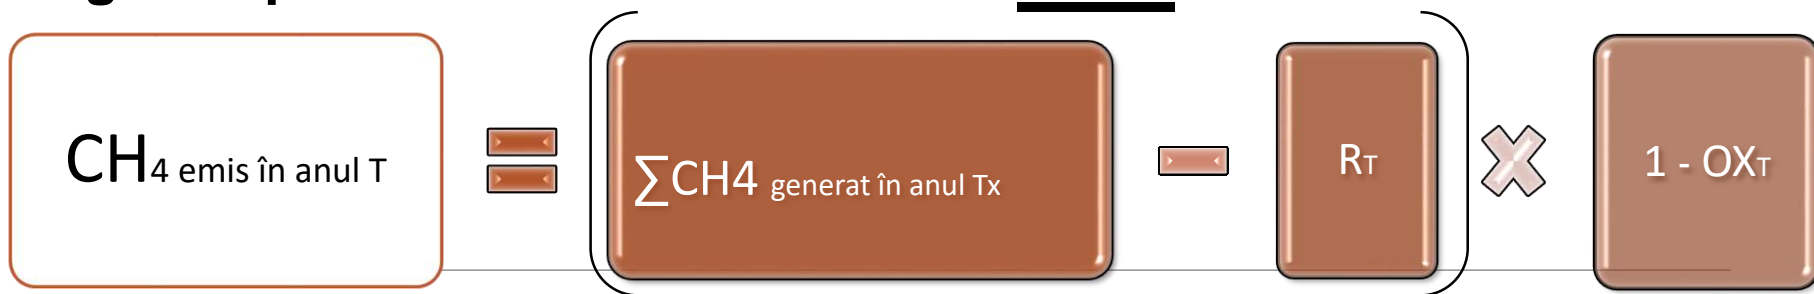 CH4 emis în anul T = ( ∑CH4 generat în anul Tx - RT ) × 1 - OXT